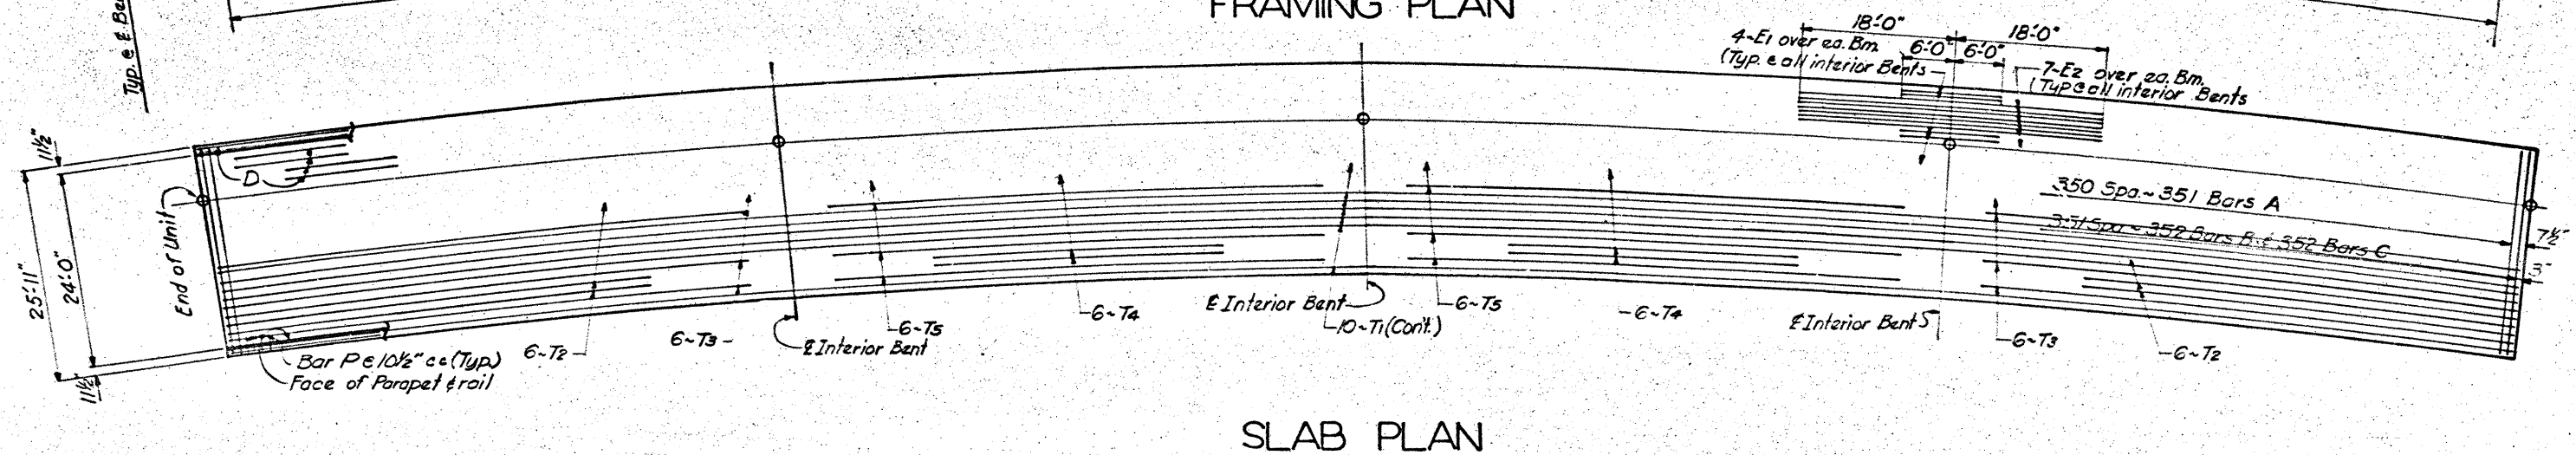 FRAMING PLAN
Typ. @ ℄ Be
18'-0" 18'-0"
4-E1 over ea. Bm.
(Typ. @ all interior Bents
6'-0" 6'-0"
7-E2 over ea. Bm.
(Typ @ all interior Bents
11½"
25'-11"
24'-0"
11½"
End of Unit
D
350 Spa. ~ 351 Bars A
351 Spa ~ 352 Bars B & 352 Bars C
7½"
3"
Bar P @ 10½" cc (Typ.)
Face of Parapet & rail
6~T2
6~T3
℄ Interior Bent
6~T5
6~T4
℄ Interior Bent
10~T1 (Cont.)
6~T5
6~T4
℄ Interior Bent
6~T3
6~T2
SLAB PLAN